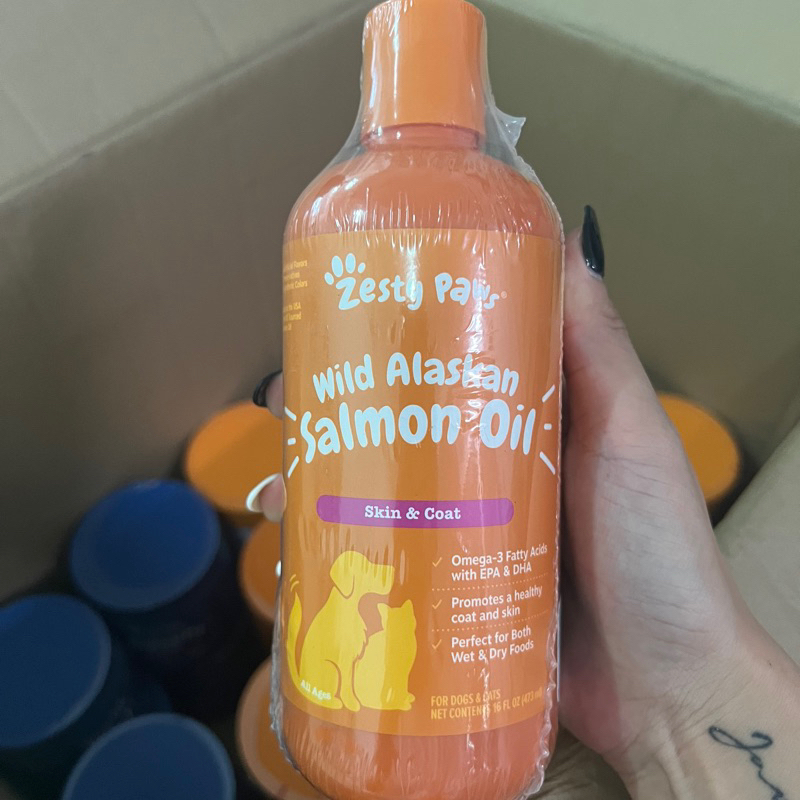 Zesty Paws®
Wild Alaskan
Salmon Oil
Skin & Coat
Omega-3 Fatty Acids
with EPA & DHA
Promotes a healthy
coat and skin
Perfect for Both
Wet & Dry Foods
All Ages
FOR DOGS & CATS
NET CONTENTS 16 FL OZ (473 ml)